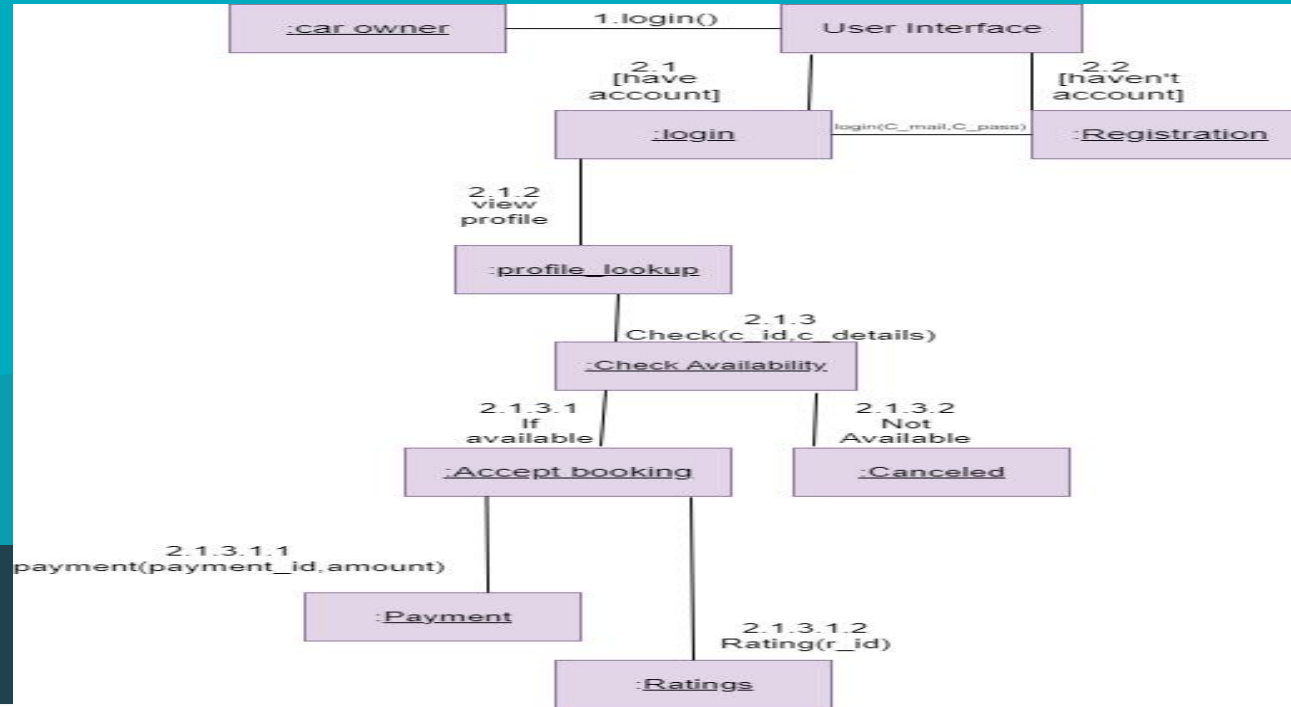 :car owner
1.login()
User Interface
2.1
[have
account]
2.2
[haven't
account]
:login
login(C_mail,C_pass)
:Registration
2.1.2
view
profile
:profile_lookup
2.1.3
Check(c_id,c_details)
:Check Availability
2.1.3.1
If
available
2.1.3.2
Not
Available
:Accept booking
:Canceled
2.1.3.1.1
payment(payment_id,amount)
:Payment
2.1.3.1.2
Rating(r_id)
:Ratings